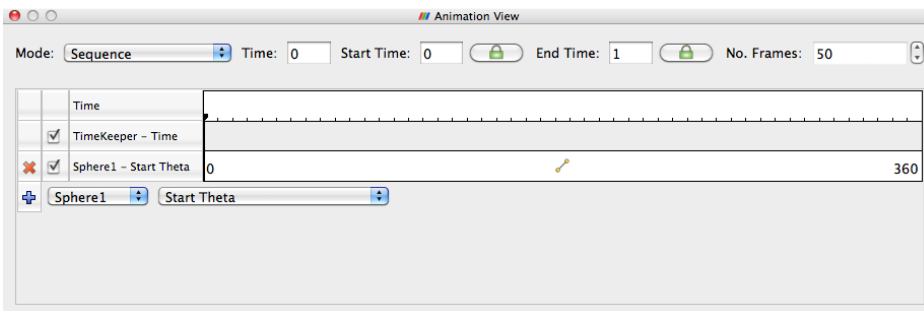 Animation View
Mode: Sequence Time: 0 Start Time: 0 End Time: 1 No. Frames: 50
Time
TimeKeeper - Time
Sphere1 - Start Theta 0 360
Sphere1 Start Theta